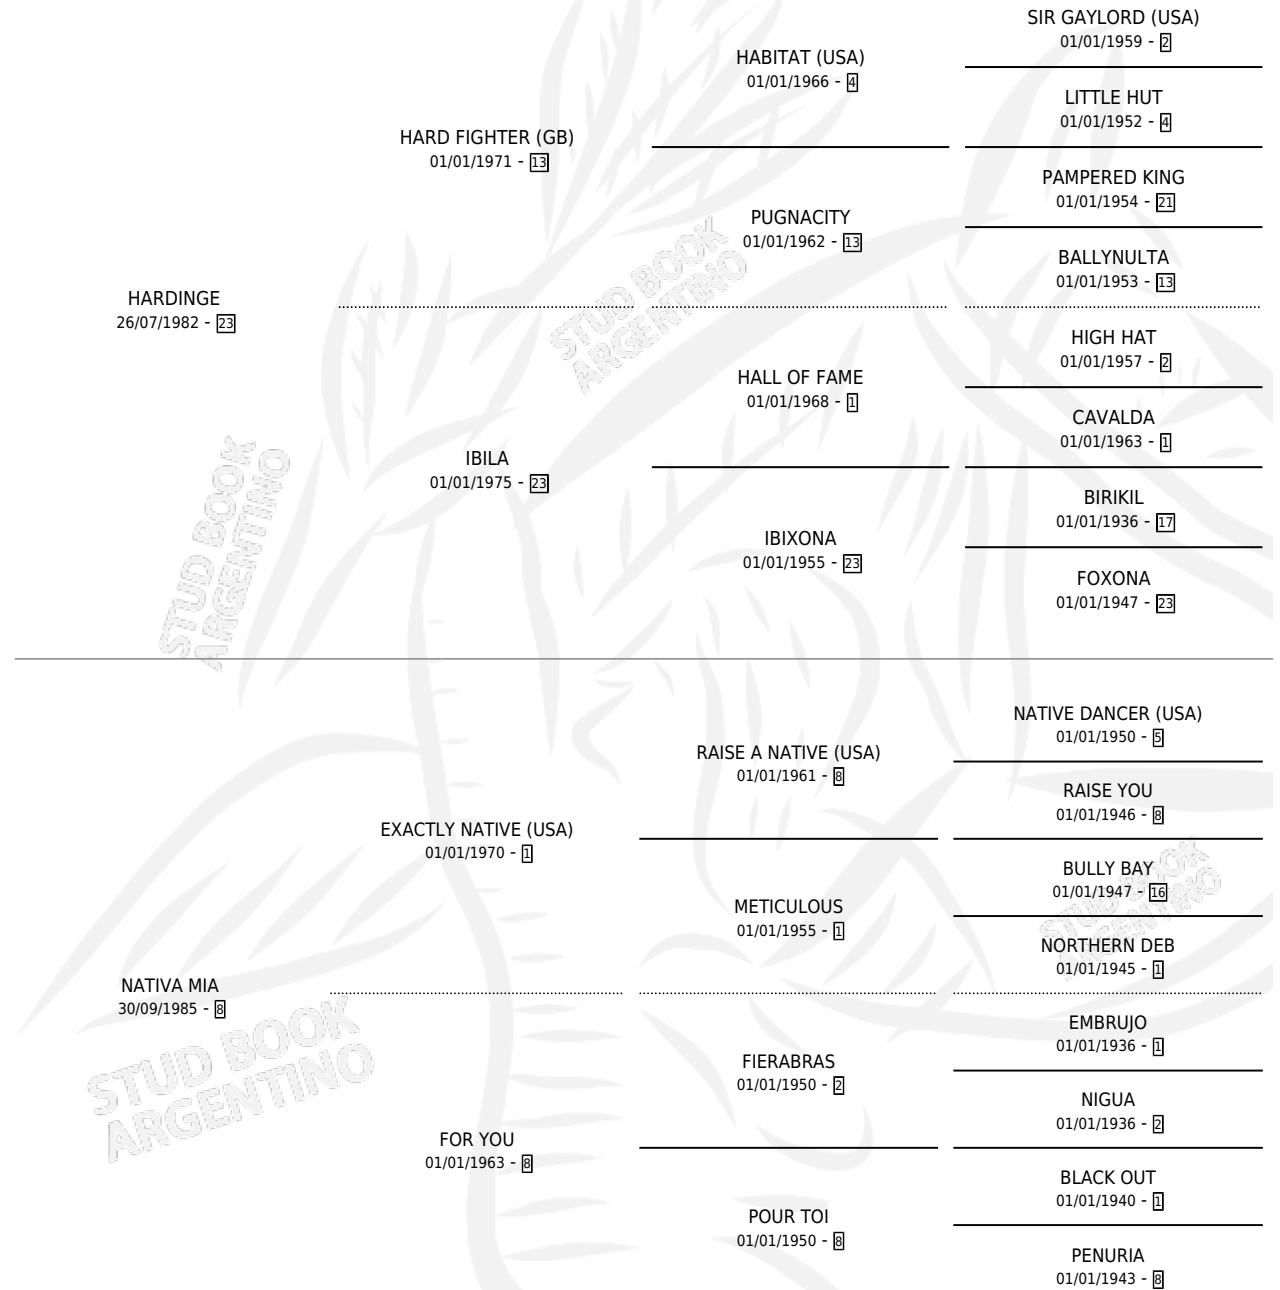 SIR GAYLORD (USA)
01/01/1959 - 2
HABITAT (USA)
01/01/1966 - 4
LITTLE HUT
01/01/1952 - 4
HARD FIGHTER (GB)
01/01/1971 - 13
PAMPERED KING
01/01/1954 - 21
PUGNACITY
01/01/1962 - 13
BALLYNULTA
01/01/1953 - 13
HARDINGE
26/07/1982 - 23
HIGH HAT
01/01/1957 - 2
HALL OF FAME
01/01/1968 - 1
CAVALDA
01/01/1963 - 1
IBILA
01/01/1975 - 23
BIRIKIL
01/01/1936 - 17
IBIXONA
01/01/1955 - 23
FOXONA
01/01/1947 - 23
NATIVE DANCER (USA)
01/01/1950 - 5
RAISE A NATIVE (USA)
01/01/1961 - 8
RAISE YOU
01/01/1946 - 8
EXACTLY NATIVE (USA)
01/01/1970 - 1
BULLY BAY
01/01/1947 - 16
METICULOUS
01/01/1955 - 1
NORTHERN DEB
01/01/1945 - 1
NATIVA MIA
30/09/1985 - 8
EMBRUJO
01/01/1936 - 1
FIERABRAS
01/01/1950 - 2
NIGUA
01/01/1936 - 2
FOR YOU
01/01/1963 - 8
BLACK OUT
01/01/1940 - 1
POUR TOI
01/01/1950 - 8
PENURIA
01/01/1943 - 8
STUD BOOK
ARGENTINO
STUD BOOK
ARGENTINO
STUD BOOK
ARGENTINO
STUD BOOK
ARGENTINO